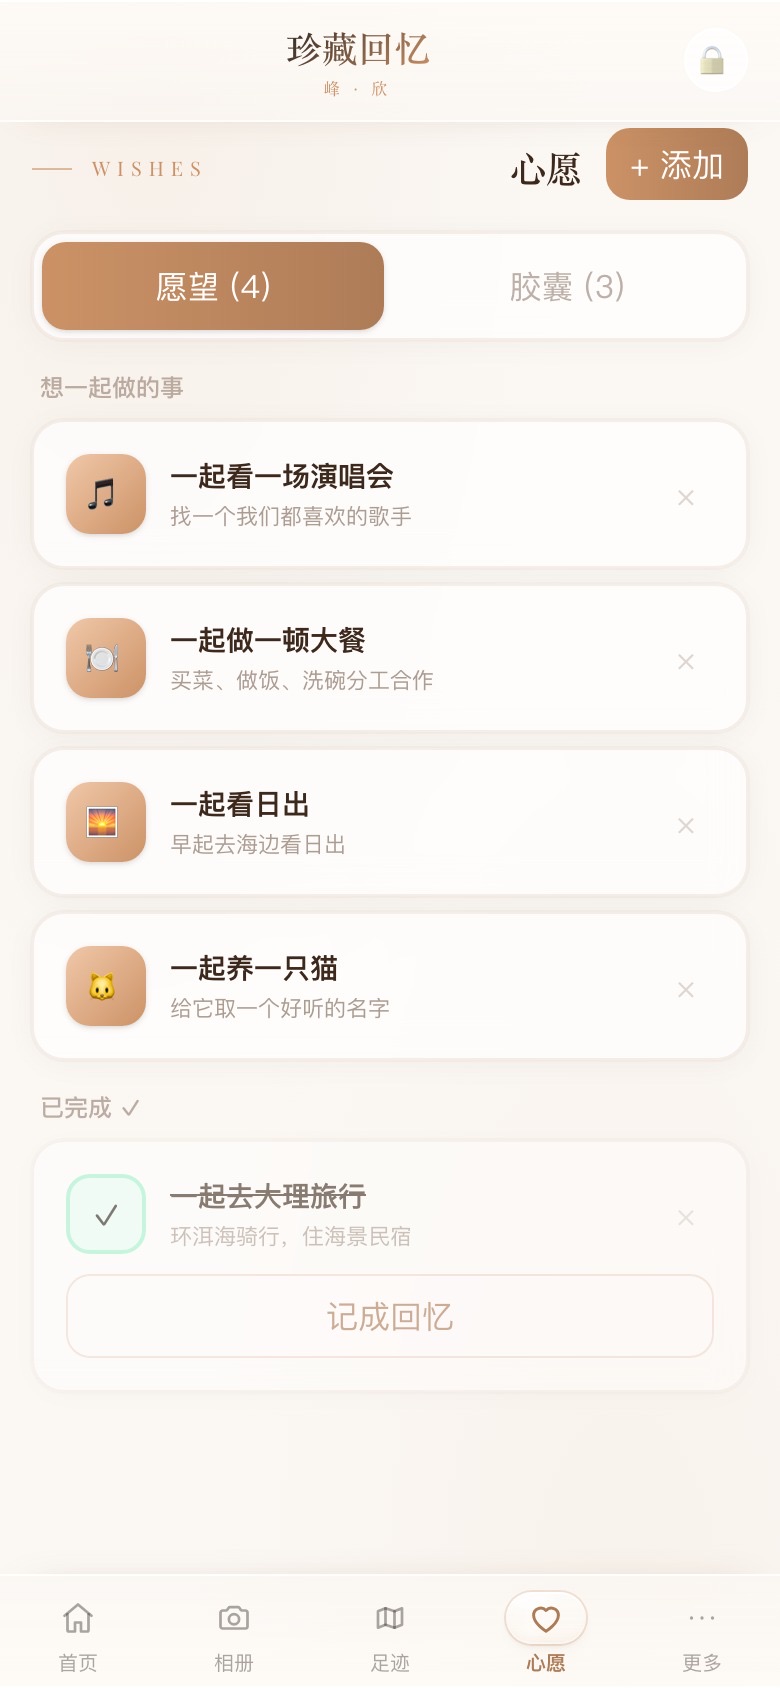 珍藏回忆
峰 · 欣
WISHES
心愿
+ 添加
愿望 (4)
胶囊 (3)
想一起做的事
一起看一场演唱会
找一个我们都喜欢的歌手
一起做一顿大餐
买菜、做饭、洗碗分工合作
一起看日出
早起去海边看日出
一起养一只猫
给它取一个好听的名字
已完成 ✓
一起去大理旅行
环洱海骑行，住海景民宿
记成回忆
首页
相册
足迹
心愿
更多